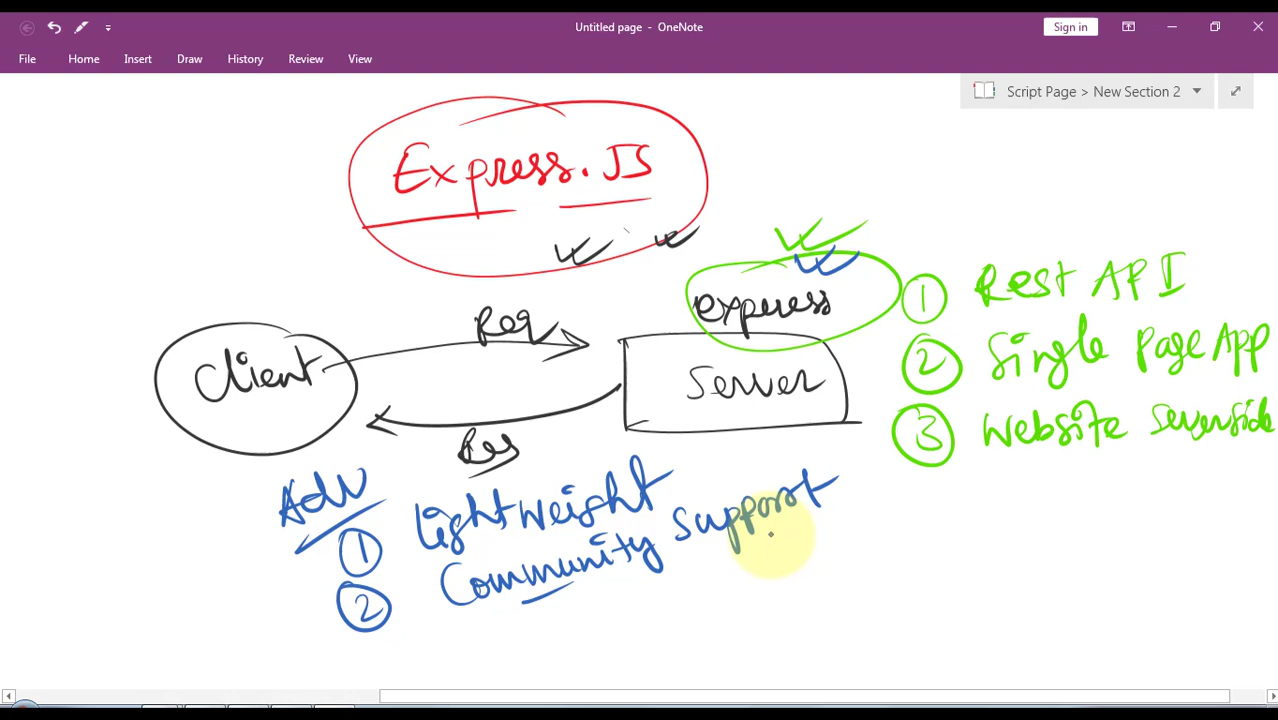 Untitled page - OneNote
Sign in
File Home Insert Draw History Review View
Script Page > New Section 2
Express.JS
express
Client
Req
Server
Res
1 Rest API
2 Single Page App
3 Website severside
Adv
1 Lightweight
2 Community Support